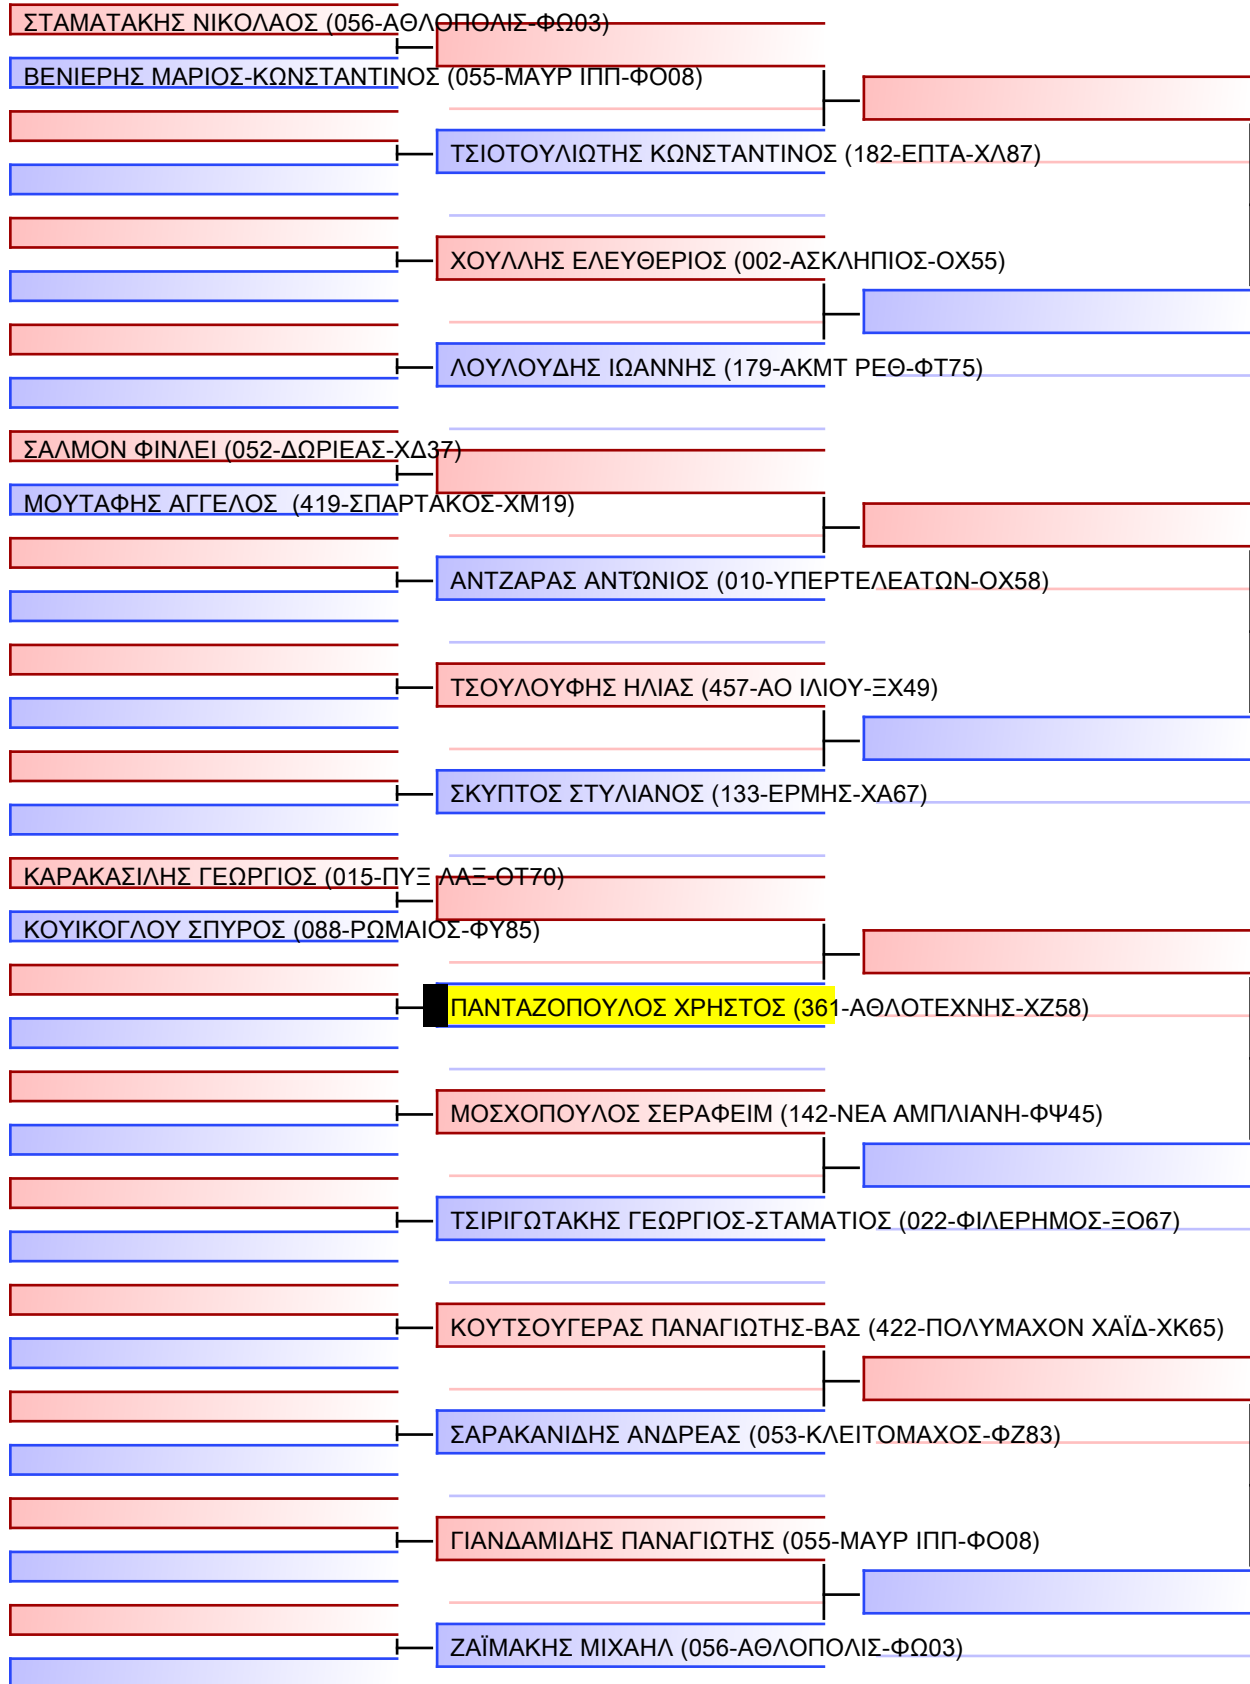 ΣΤΑΜΑΤΑΚΗΣ ΝΙΚΟΛΑΟΣ (056-ΑΘΛΟΠΟΛΙΣ-ΦΩ03)
ΒΕΝΙΕΡΗΣ ΜΑΡΙΟΣ-ΚΩΝΣΤΑΝΤΙΝΟΣ (055-ΜΑΥΡ ΙΠΠ-ΦΟ08)
ΤΣΙΟΤΟΥΛΙΩΤΗΣ ΚΩΝΣΤΑΝΤΙΝΟΣ (182-ΕΠΤΑ-ΧΛ87)
ΧΟΥΛΛΗΣ ΕΛΕΥΘΕΡΙΟΣ (002-ΑΣΚΛΗΠΙΟΣ-ΟΧ55)
ΛΟΥΛΟΥΔΗΣ ΙΩΑΝΝΗΣ (179-ΑΚΜΤ ΡΕΘ-ΦΤ75)
ΣΑΛΜΟΝ ΦΙΝΛΕΙ (052-ΔΩΡΙΕΑΣ-ΧΔ37)
ΜΟΥΤΑΦΗΣ ΑΓΓΕΛΟΣ  (419-ΣΠΑΡΤΑΚΟΣ-ΧΜ19)
ΑΝΤΖΑΡΑΣ ΑΝΤΏΝΙΟΣ (010-ΥΠΕΡΤΕΛΕΑΤΩΝ-ΟΧ58)
ΤΣΟΥΛΟΥΦΗΣ ΗΛΙΑΣ (457-ΑΟ ΙΛΙΟΥ-ΞΧ49)
ΣΚΥΠΤΟΣ ΣΤΥΛΙΑΝΟΣ (133-ΕΡΜΗΣ-ΧΑ67)
ΚΑΡΑΚΑΣΙΛΗΣ ΓΕΩΡΓΙΟΣ (015-ΠΥΞ ΛΑΞ-ΟΤ70)
ΚΟΥΙΚΟΓΛΟΥ ΣΠΥΡΟΣ (088-ΡΩΜΑΙΟΣ-ΦΥ85)
ΠΑΝΤΑΖΟΠΟΥΛΟΣ ΧΡΗΣΤΟΣ (361-ΑΘΛΟΤΕΧΝΗΣ-ΧΖ58)
ΜΟΣΧΟΠΟΥΛΟΣ ΣΕΡΑΦΕΙΜ (142-ΝΕΑ ΑΜΠΛΙΑΝΗ-ΦΨ45)
ΤΣΙΡΙΓΩΤΑΚΗΣ ΓΕΩΡΓΙΟΣ-ΣΤΑΜΑΤΙΟΣ (022-ΦΙΛΕΡΗΜΟΣ-ΞΟ67)
ΚΟΥΤΣΟΥΓΕΡΑΣ ΠΑΝΑΓΙΩΤΗΣ-ΒΑΣ (422-ΠΟΛΥΜΑΧΟΝ ΧΑΪΔ-ΧΚ65)
ΣΑΡΑΚΑΝΙΔΗΣ ΑΝΔΡΕΑΣ (053-ΚΛΕΙΤΟΜΑΧΟΣ-ΦΖ83)
ΓΙΑΝΔΑΜΙΔΗΣ ΠΑΝΑΓΙΩΤΗΣ (055-ΜΑΥΡ ΙΠΠ-ΦΟ08)
ΖΑΪΜΑΚΗΣ ΜΙΧΑΗΛ (056-ΑΘΛΟΠΟΛΙΣ-ΦΩ03)